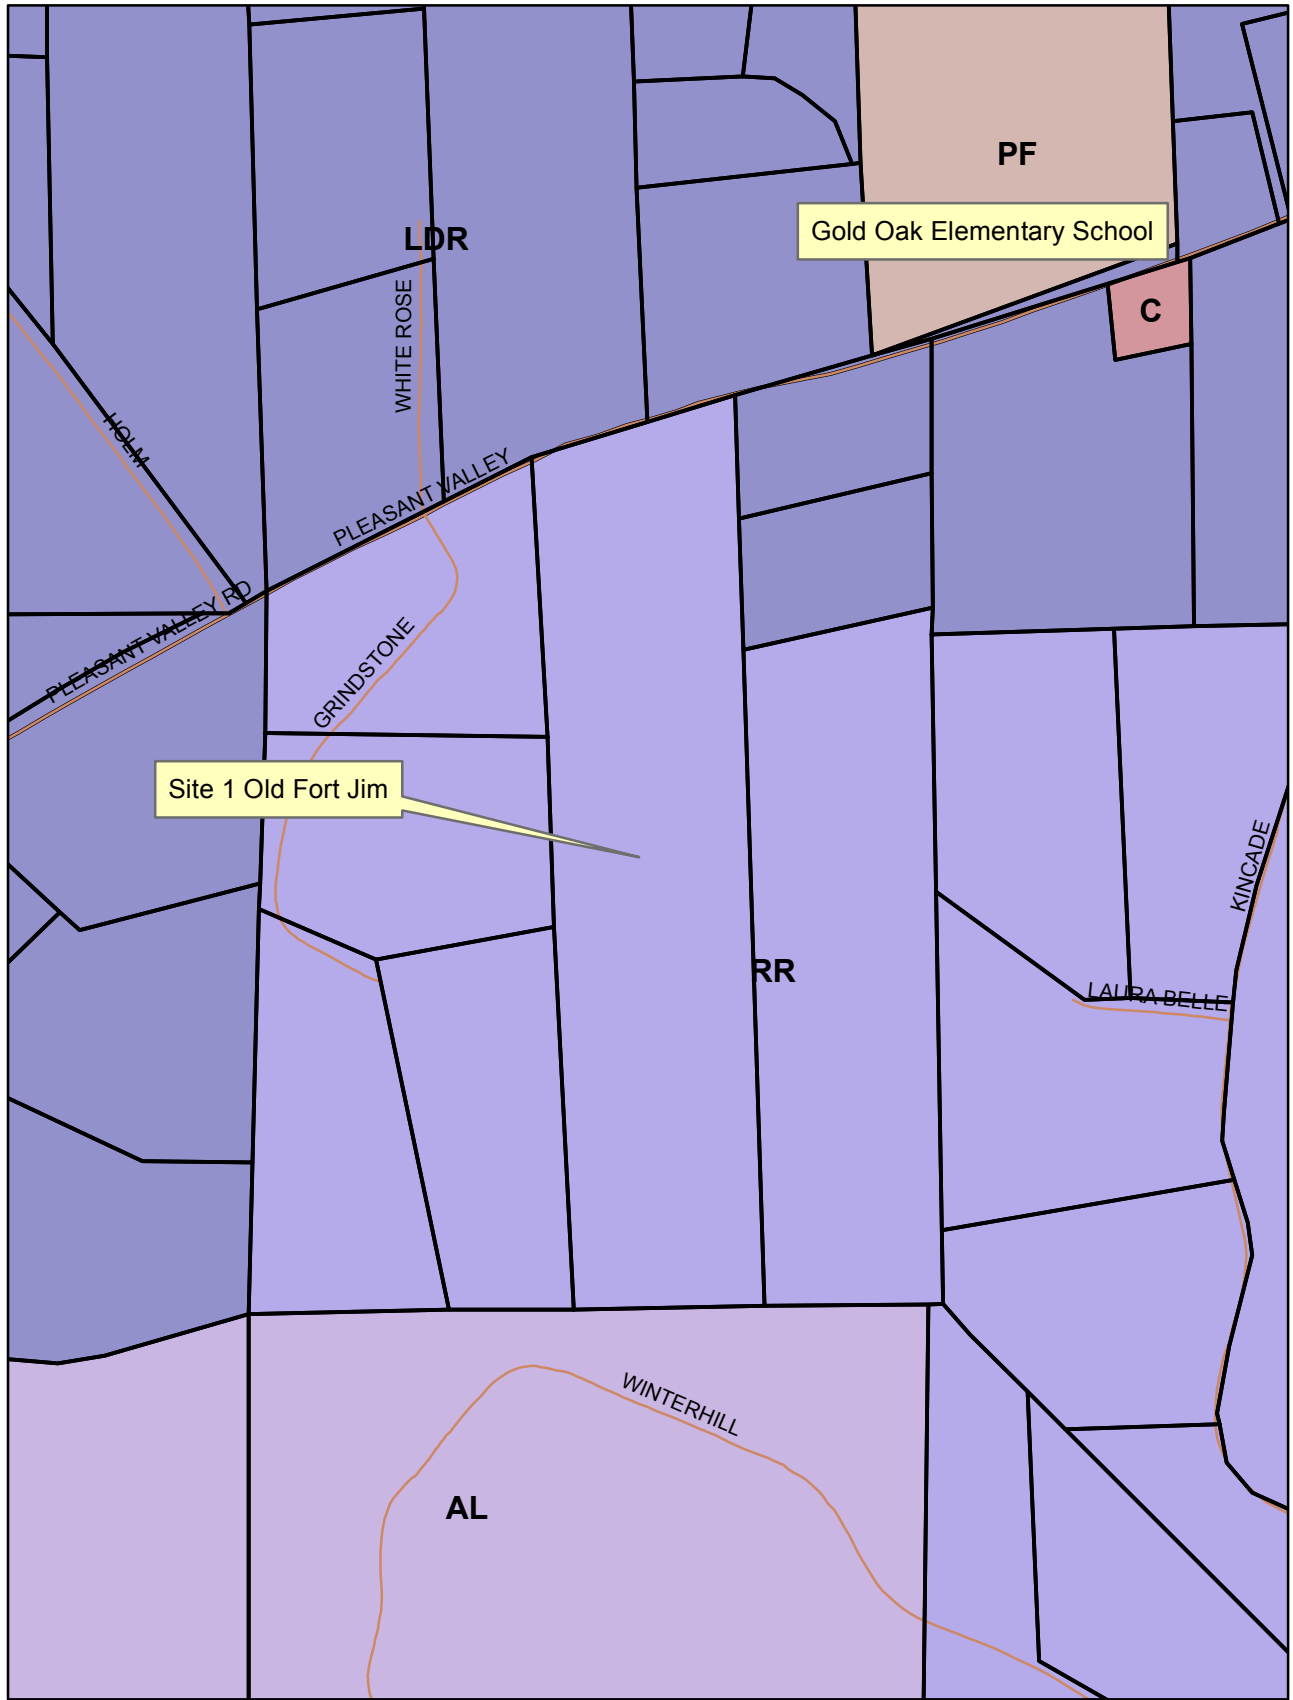 PF
Gold Oak Elementary School
LDR
C
WHITE ROSE
HOLM
PLEASANT VALLEY
PLEASANT VALLEY RD
GRINDSTONE
Site 1 Old Fort Jim
KINCADE
RR
LAURA BELLE
WINTERHILL
AL